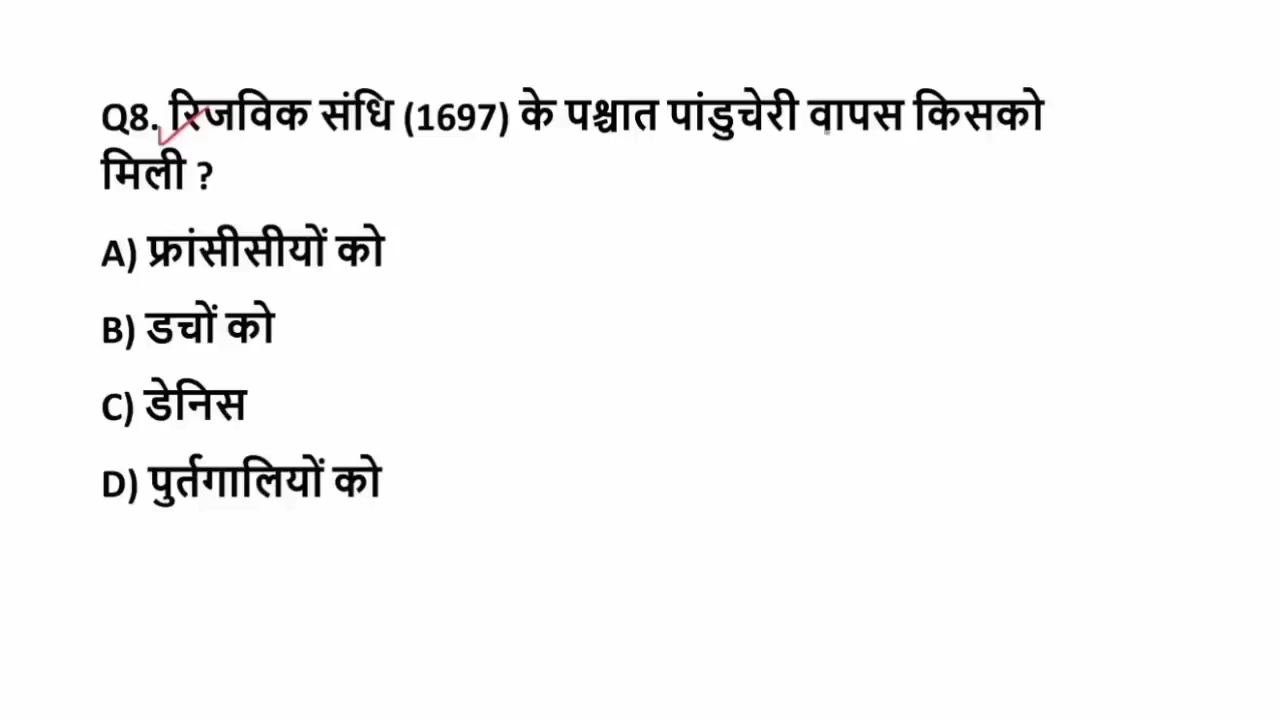 Q8. रिजविक संधि (1697) के पश्चात पांडुचेरी वापस किसको
मिली ?
A) फ्रांसीसीयों को
B) डचों को
C) डेनिस
D) पुर्तगालियों को